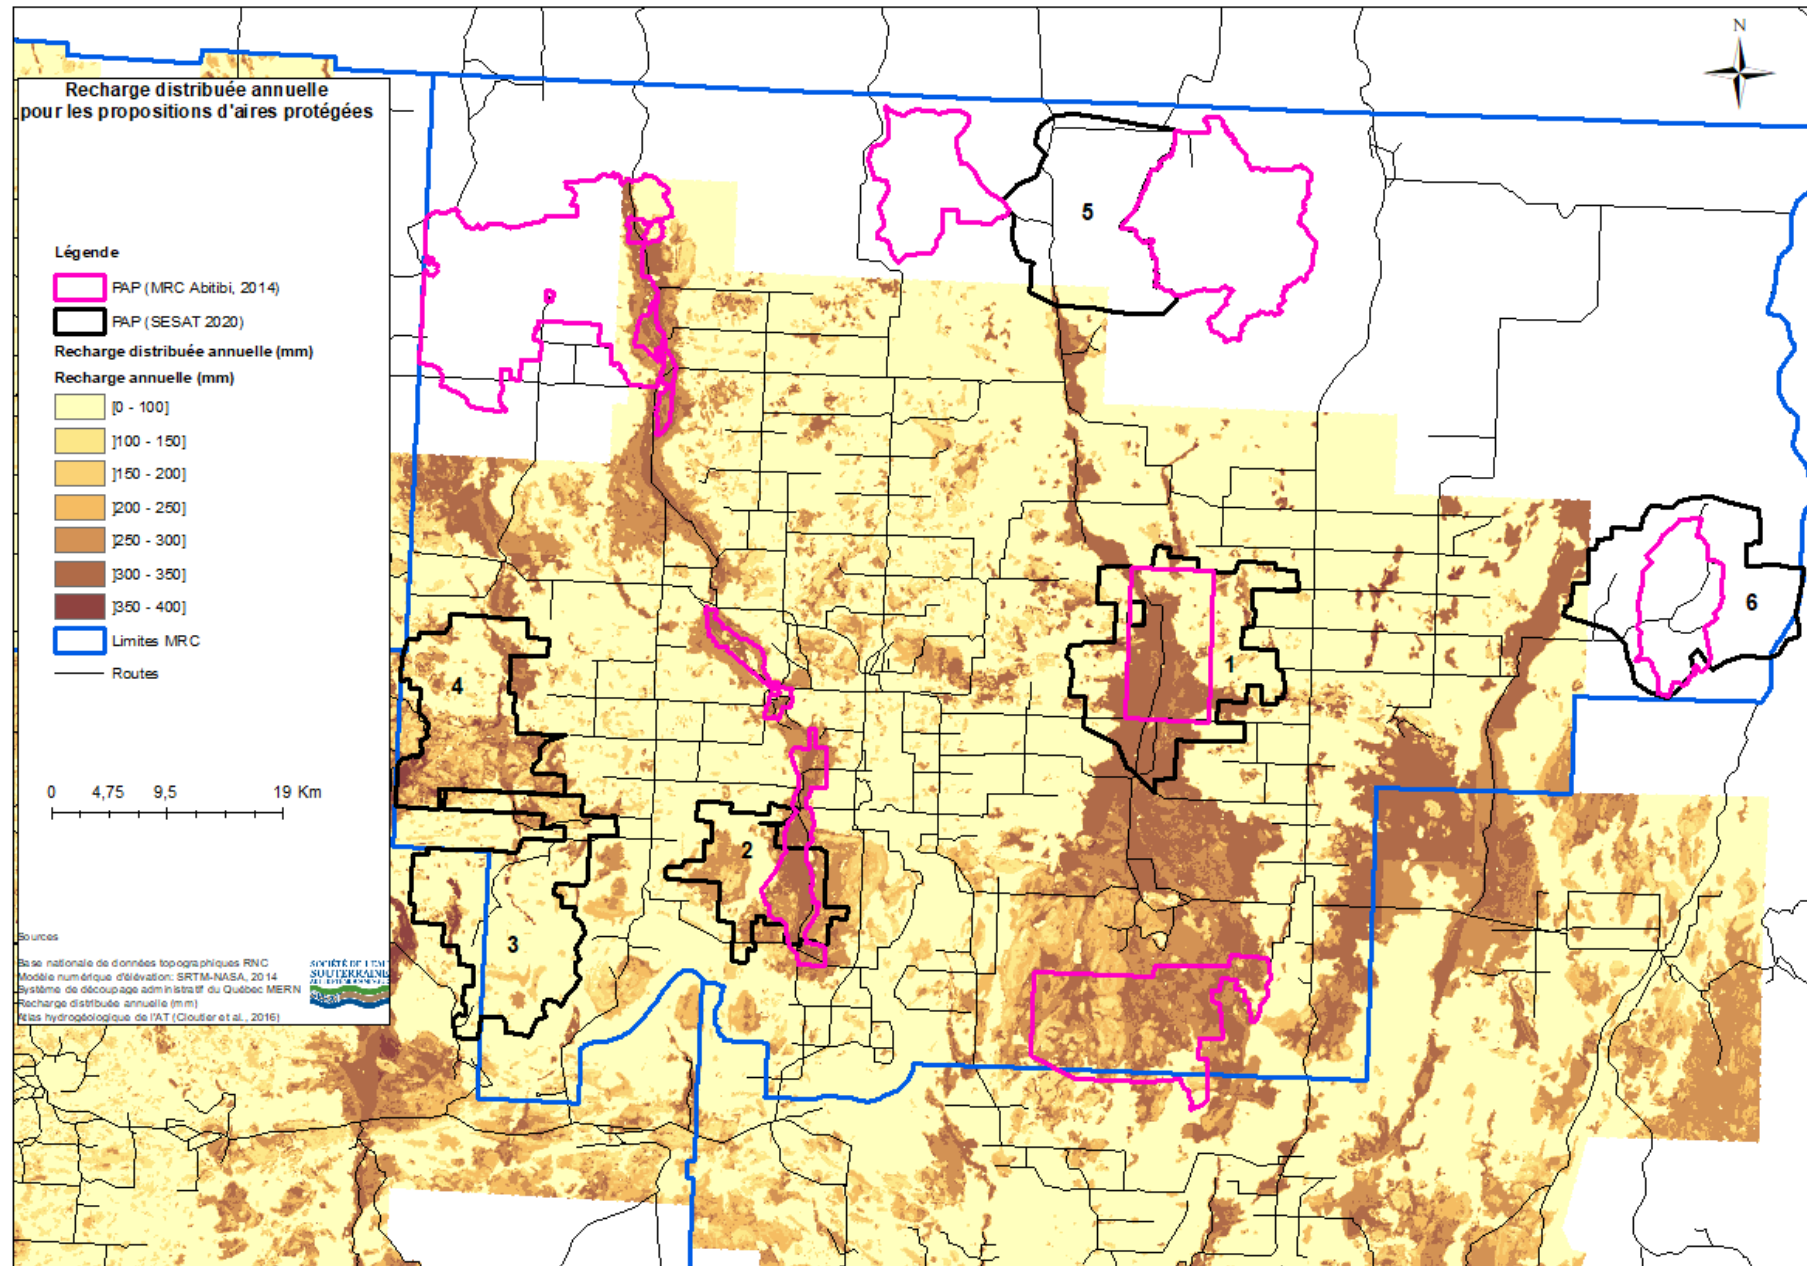 N
Recharge distribuée annuelle
pour les propositions d'aires protégées
Légende
PAP (MRC Abitibi, 2014)
PAP (SESAT 2020)
Recharge distribuée annuelle (mm)
Recharge annuelle (mm)
[0 - 100]
]100 - 150]
]150 - 200]
]200 - 250]
]250 - 300]
]300 - 350]
]350 - 400]
Limites MRC
Routes
0 4,75 9,5 19 Km
Sources
Base nationale de données topographiques RNC
Modèle numérique d'élévation: SRTM-NASA, 2014
Système de découpage administratif du Québec MERN
Recharge distribuée annuelle (mm)
Atlas hydrogéologique de l'AT (Cloutier et al., 2016)
SOCIÉTÉ DE L'EAU
SOUTERRAINE
5
6
1
4
2
3